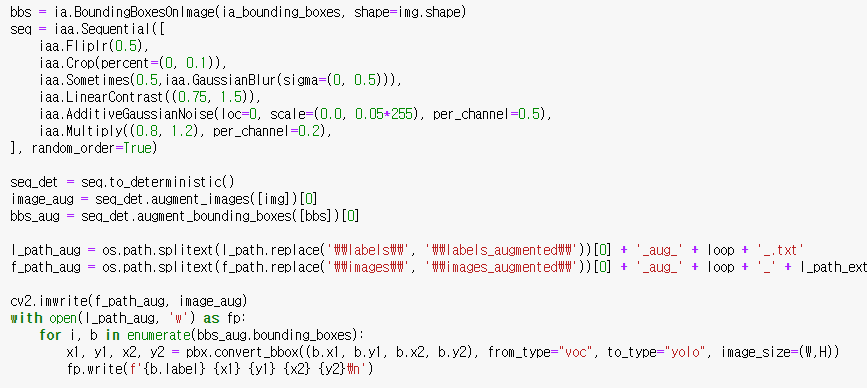 bbs = ia.BoundingBoxesOnImage(ia_bounding_boxes, shape=img.shape)
seq = iaa.Sequential([
    iaa.Fliplr(0.5),
    iaa.Crop(percent=(0, 0.1)),
    iaa.Sometimes(0.5,iaa.GaussianBlur(sigma=(0, 0.5))),
    iaa.LinearContrast((0.75, 1.5)),
    iaa.AdditiveGaussianNoise(loc=0, scale=(0.0, 0.05*255), per_channel=0.5),
    iaa.Multiply((0.8, 1.2), per_channel=0.2),
], random_order=True)
seq_det = seq.to_deterministic()
image_aug = seq_det.augment_images([img])[0]
bbs_aug = seq_det.augment_bounding_boxes([bbs])[0]
l_path_aug = os.path.splitext(l_path.replace('₩₩labels₩₩', '₩₩labels_augmented₩₩'))[0] + '_aug_' + loop + '_.txt'
f_path_aug = os.path.splitext(f_path.replace('₩₩images₩₩', '₩₩images_augmented₩₩'))[0] + '_aug_' + loop + '_' + l_path_ext
cv2.imwrite(f_path_aug, image_aug)
with open(l_path_aug, 'w') as fp:
    for i, b in enumerate(bbs_aug.bounding_boxes):
        x1, y1, x2, y2 = pbx.convert_bbox((b.x1, b.y1, b.x2, b.y2), from_type="voc", to_type="yolo", image_size=(W,H))
        fp.write(f'{b.label} {x1} {y1} {x2} {y2}₩n')